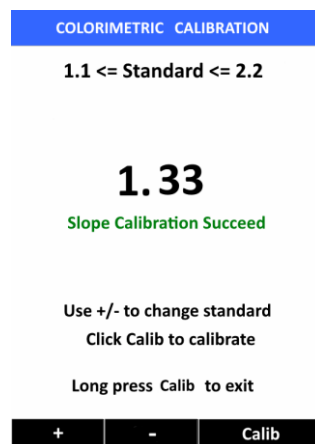 COLORIMETRIC CALIBRATION
1.1 <= Standard <= 2.2
1.33
Slope Calibration Succeed
Use +/- to change standard
Click Calib to calibrate
Long press Calib to exit
+ - Calib